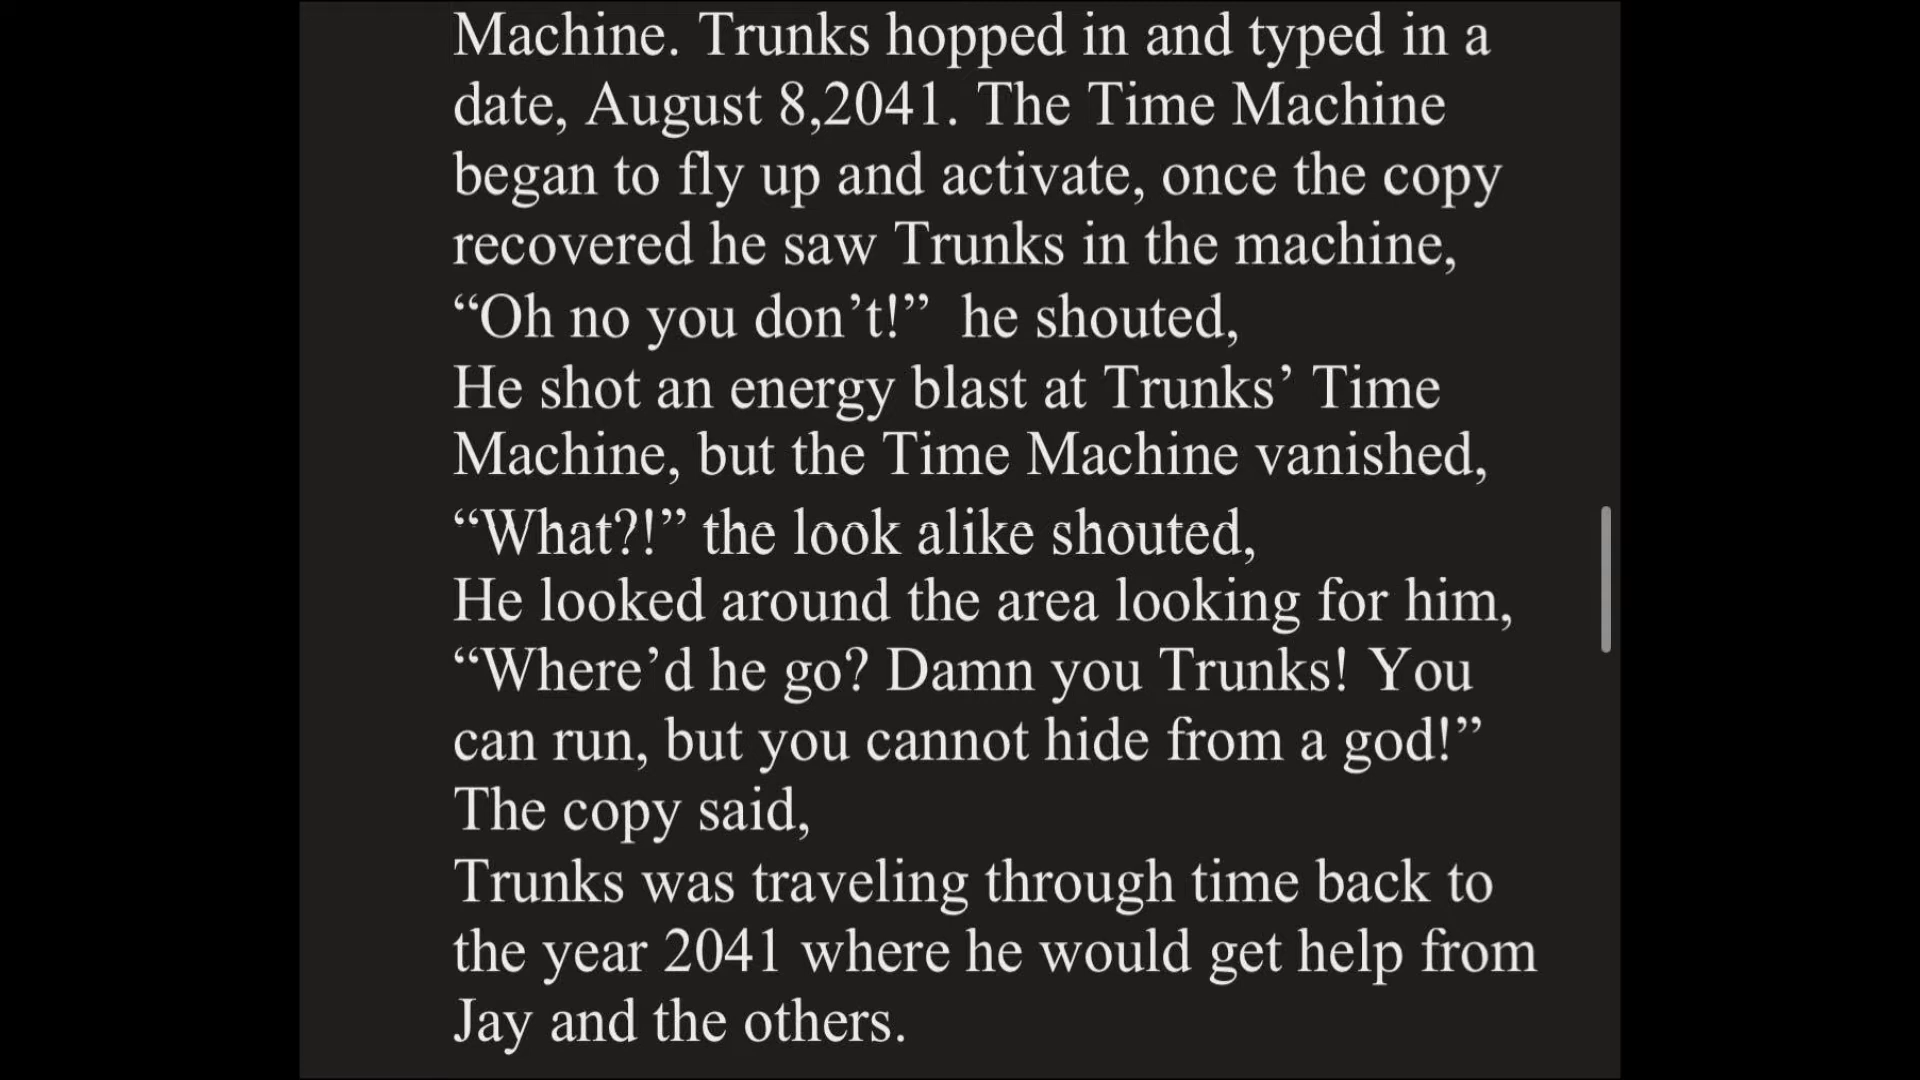 Machine. Trunks hopped in and typed in a
date, August 8,2041. The Time Machine
began to fly up and activate, once the copy
recovered he saw Trunks in the machine,
“Oh no you don’t!”  he shouted,
He shot an energy blast at Trunks’ Time
Machine, but the Time Machine vanished,
“What?!” the look alike shouted,
He looked around the area looking for him,
“Where’d he go? Damn you Trunks! You
can run, but you cannot hide from a god!”
The copy said,
Trunks was traveling through time back to
the year 2041 where he would get help from
Jay and the others.